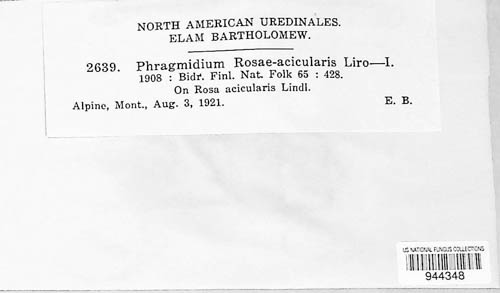 NORTH AMERICAN UREDINALES.
ELAM BARTHOLOMEW.
2639. Phragmidium Rosae-acicularis Liro—I.
1908 : Bidr. Finl. Nat. Folk 65 : 428.
On Rosa acicularis Lindl.
Alpine, Mont., Aug. 3, 1921. E. B.
US NATIONAL FUNGUS COLLECTIONS
944348